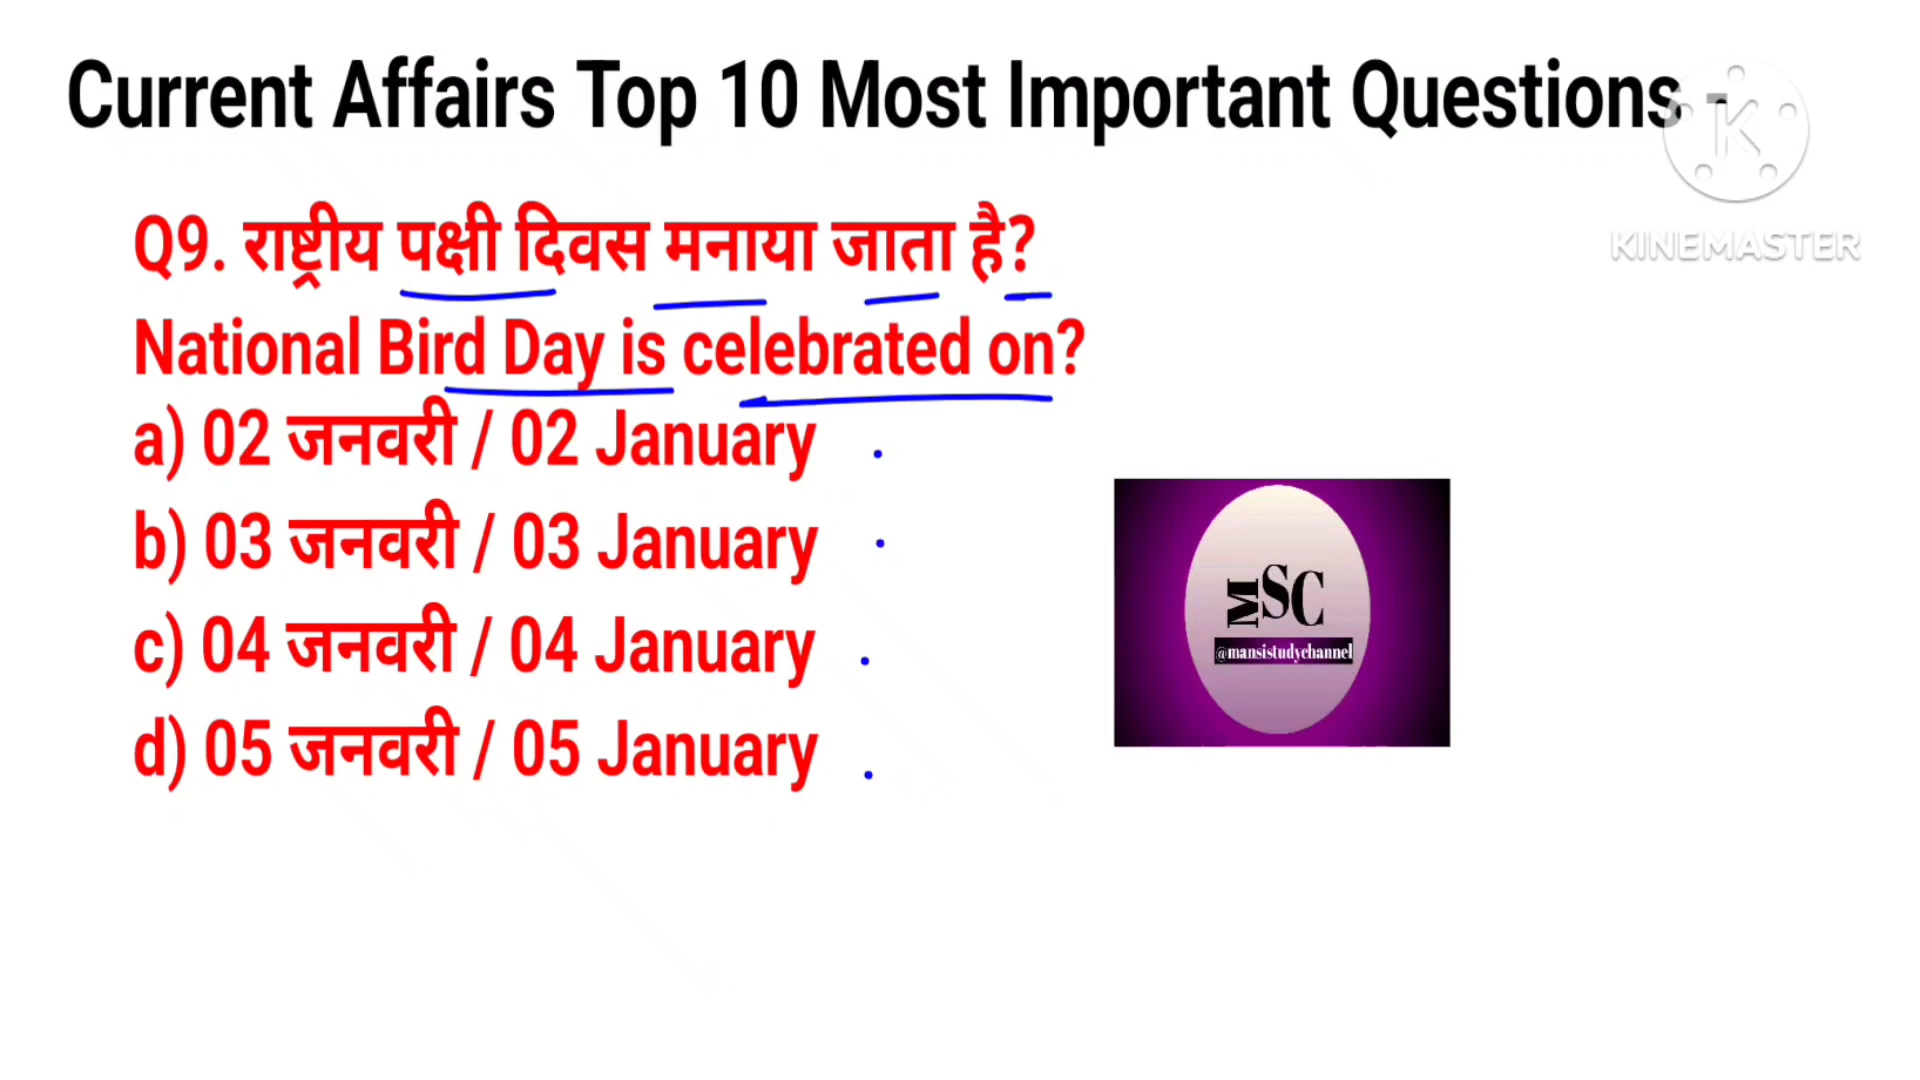 Current Affairs Top 10 Most Important Questions -
KINEMASTER
Q9. राष्ट्रीय पक्षी दिवस मनाया जाता है?
National Bird Day is celebrated on?
a) 02 जनवरी / 02 January
b) 03 जनवरी / 03 January
c) 04 जनवरी / 04 January
d) 05 जनवरी / 05 January
MSC
@mansistudychannel